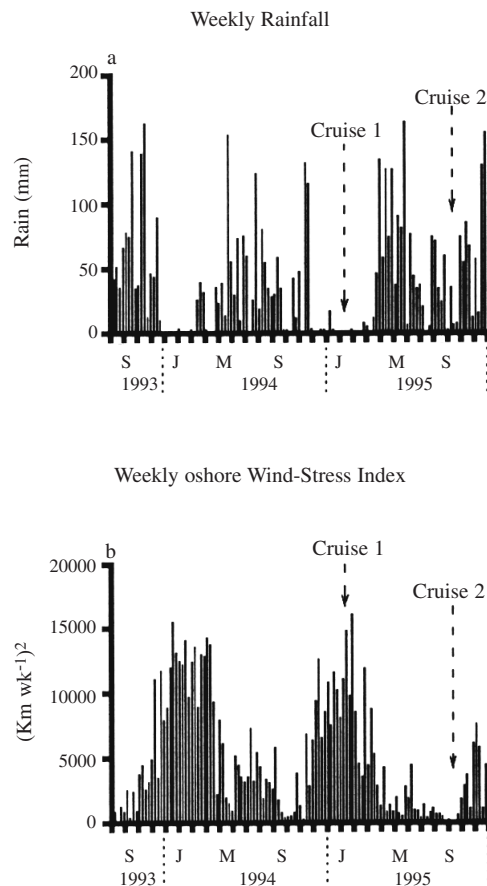 Weekly Rainfall
a
200
150
100
50
0
Rain (mm)
Cruise 1
Cruise 2
S J M S J M S
1993 1994 1995
Weekly oshore Wind-Stress Index
b
20000
15000
10000
5000
0
(Km wk-1)2
Cruise 1
Cruise 2
S J M S J M S
1993 1994 1995